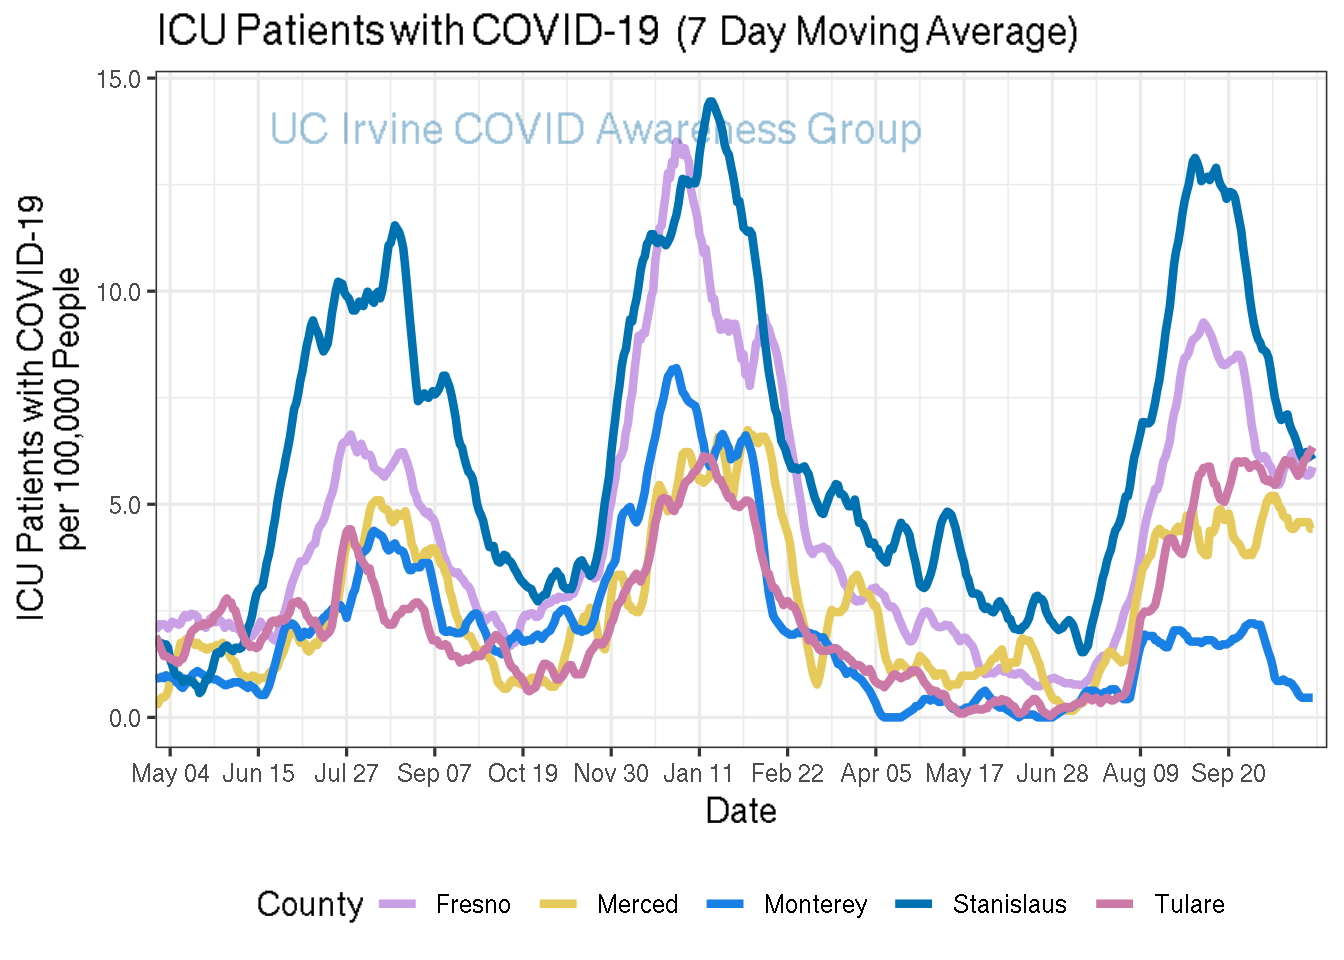 ICU Patients with COVID-19 (7 Day Moving Average)
UC Irvine COVID Awareness Group
ICU Patients with COVID-19
per 100,000 People
15.0
10.0
5.0
0.0
May 04 Jun 15 Jul 27 Sep 07 Oct 19 Nov 30 Jan 11 Feb 22 Apr 05 May 17 Jun 28 Aug 09 Sep 20
Date
County Fresno Merced Monterey Stanislaus Tulare